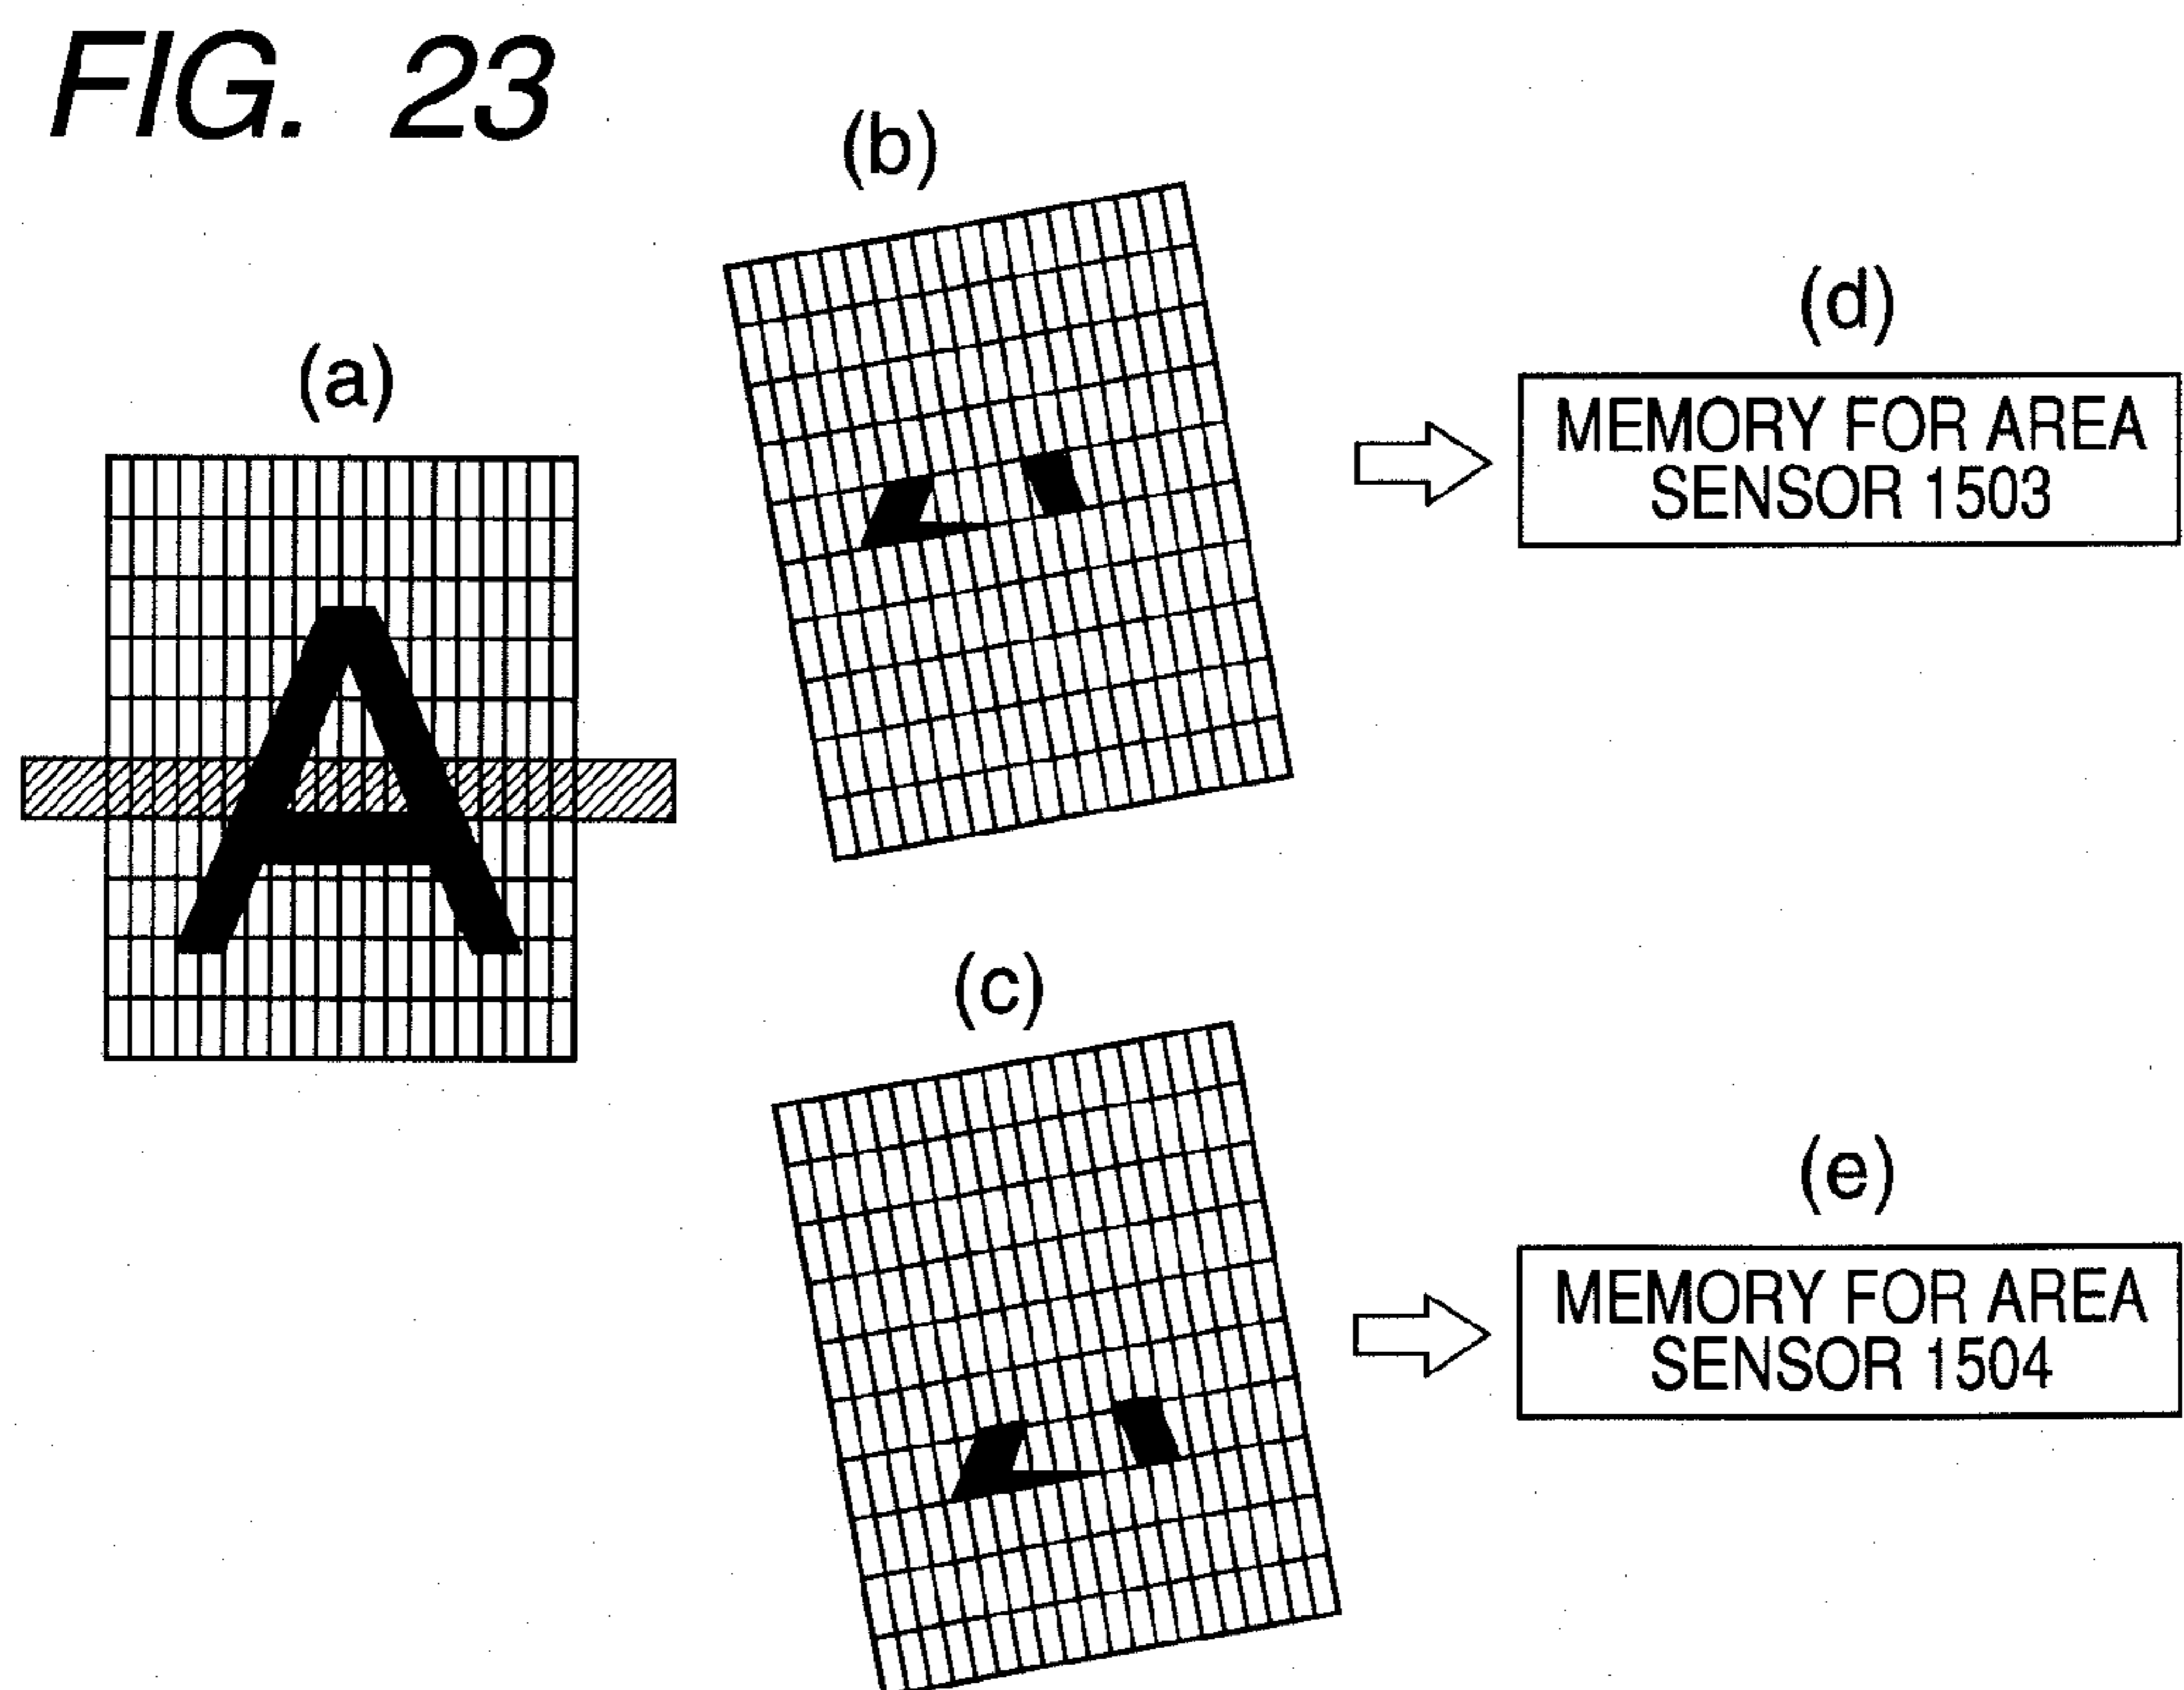 FIG. 23
(a)
A
(b)
(c)
(d)
MEMORY FOR AREA
SENSOR 1503
(e)
MEMORY FOR AREA
SENSOR 1504